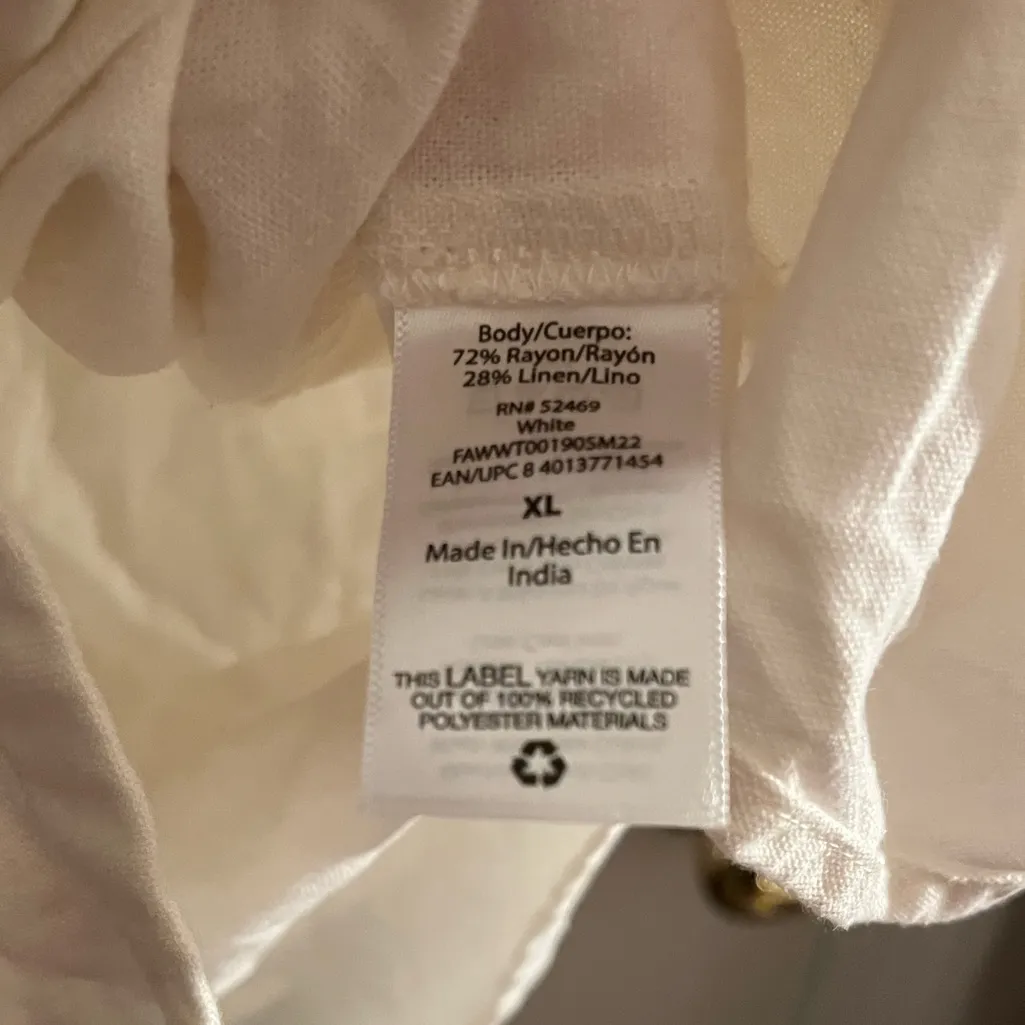 Body/Cuerpo:
72% Rayon/Rayón
28% Linen/Lino
RN# 52469
White
FAWWT00190SM22
EAN/UPC 8 4013771454
XL
Made In/Hecho En
India
THIS LABEL YARN IS MADE
OUT OF 100% RECYCLED
POLYESTER MATERIALS